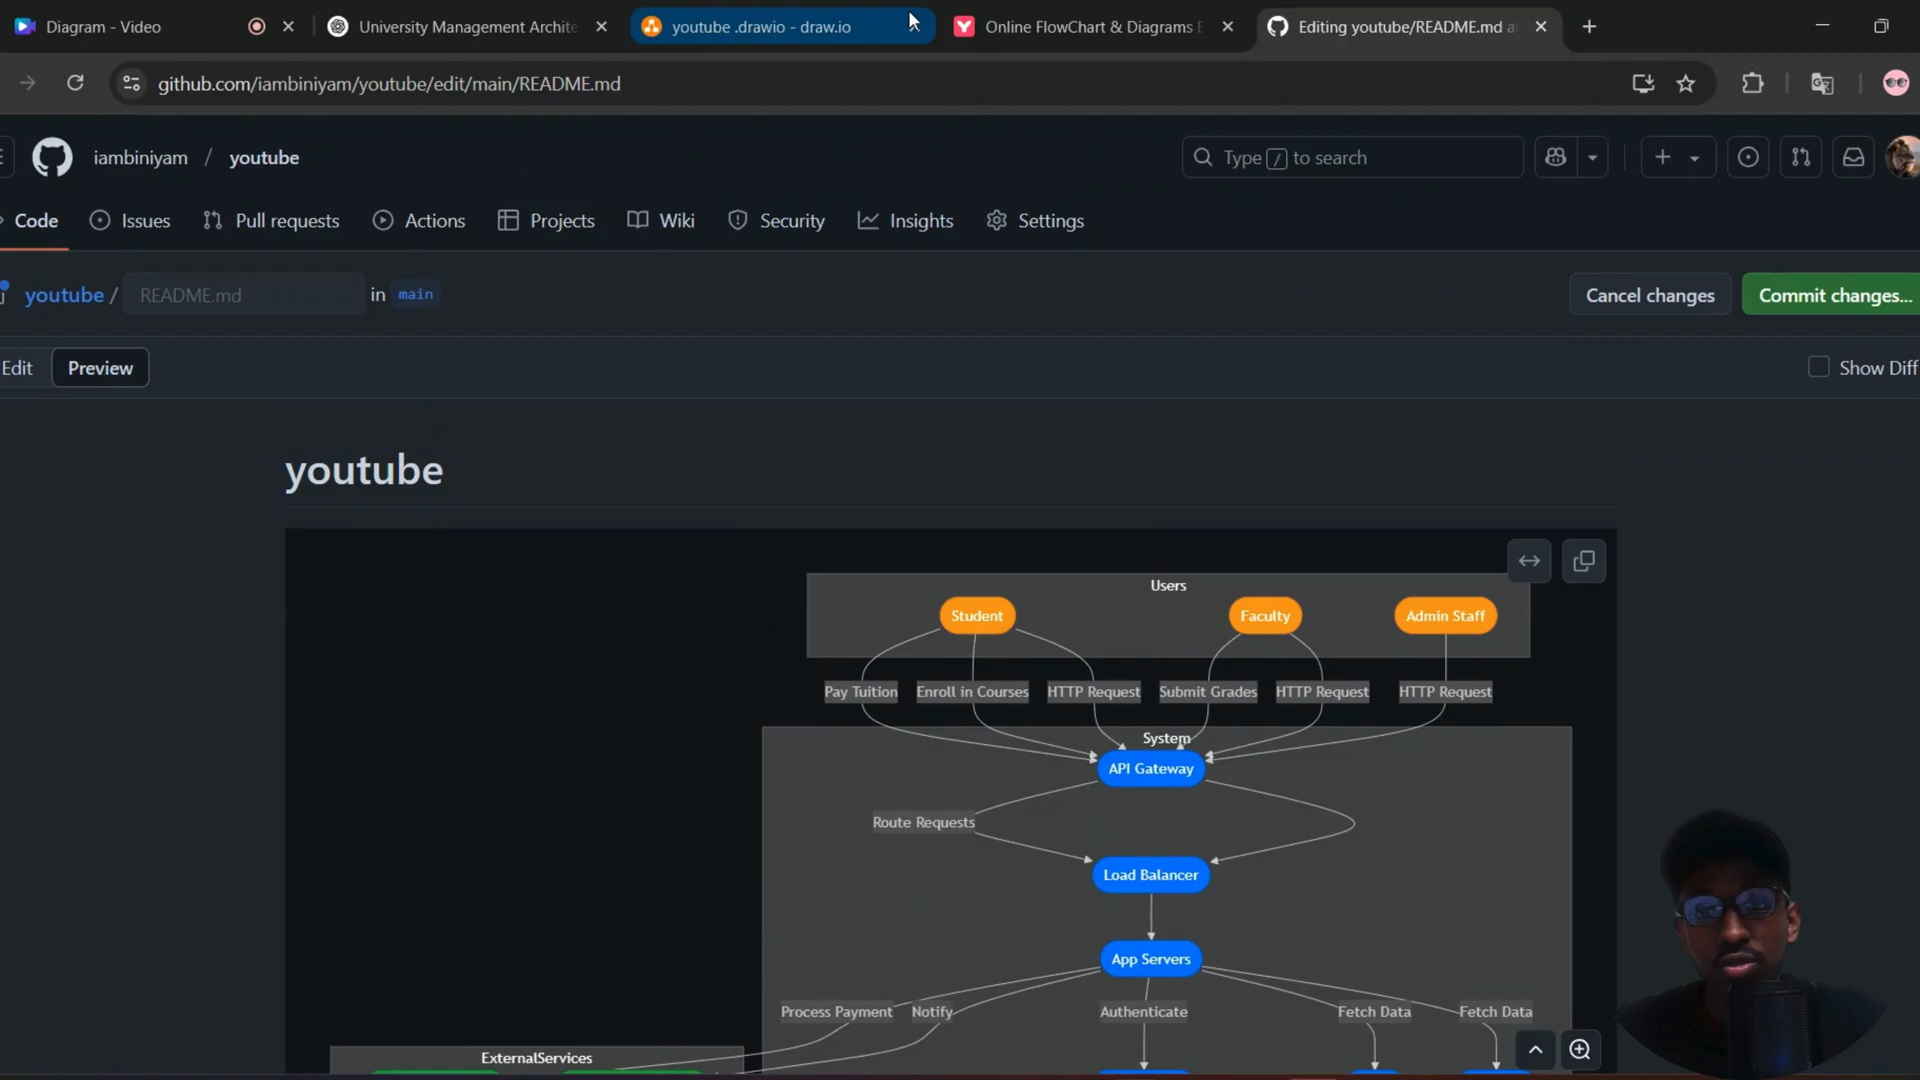 Diagram - Video
University Management Archite
youtube .drawio - draw.io
Online FlowChart & Diagrams E
Editing youtube/README.md a
github.com/iambiniyam/youtube/edit/main/README.md
iambiniyam / youtube
Type / to search
Code
Issues
Pull requests
Actions
Projects
Wiki
Security
Insights
Settings
youtube / README.md in main
Cancel changes
Commit changes...
Edit
Preview
Show Diff
youtube
Users
Student
Faculty
Admin Staff
Pay Tuition
Enroll in Courses
HTTP Request
Submit Grades
HTTP Request
HTTP Request
System
API Gateway
Route Requests
Load Balancer
App Servers
Process Payment
Notify
Authenticate
Fetch Data
Fetch Data
ExternalServices